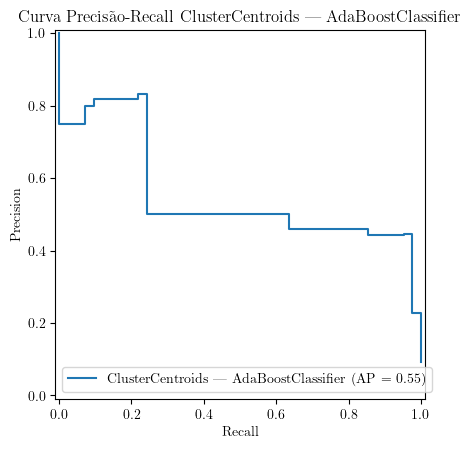 Curva Precisão-Recall ClusterCentroids — AdaBoostClassifier
1.0
0.8
0.6
0.4
0.2
0.0
Precision
ClusterCentroids — AdaBoostClassifier (AP = 0.55)
0.0 0.2 0.4 0.6 0.8 1.0
Recall